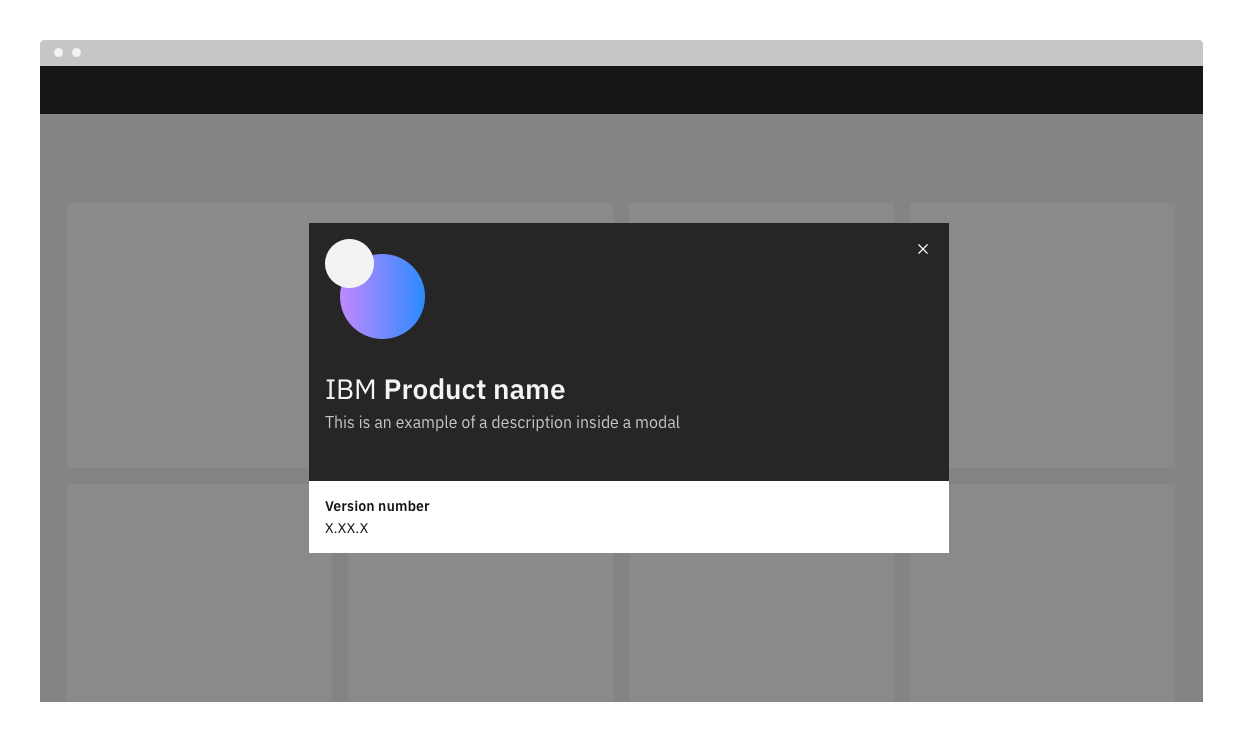 IBM Product name
This is an example of a description inside a modal
Version number
X.XX.X